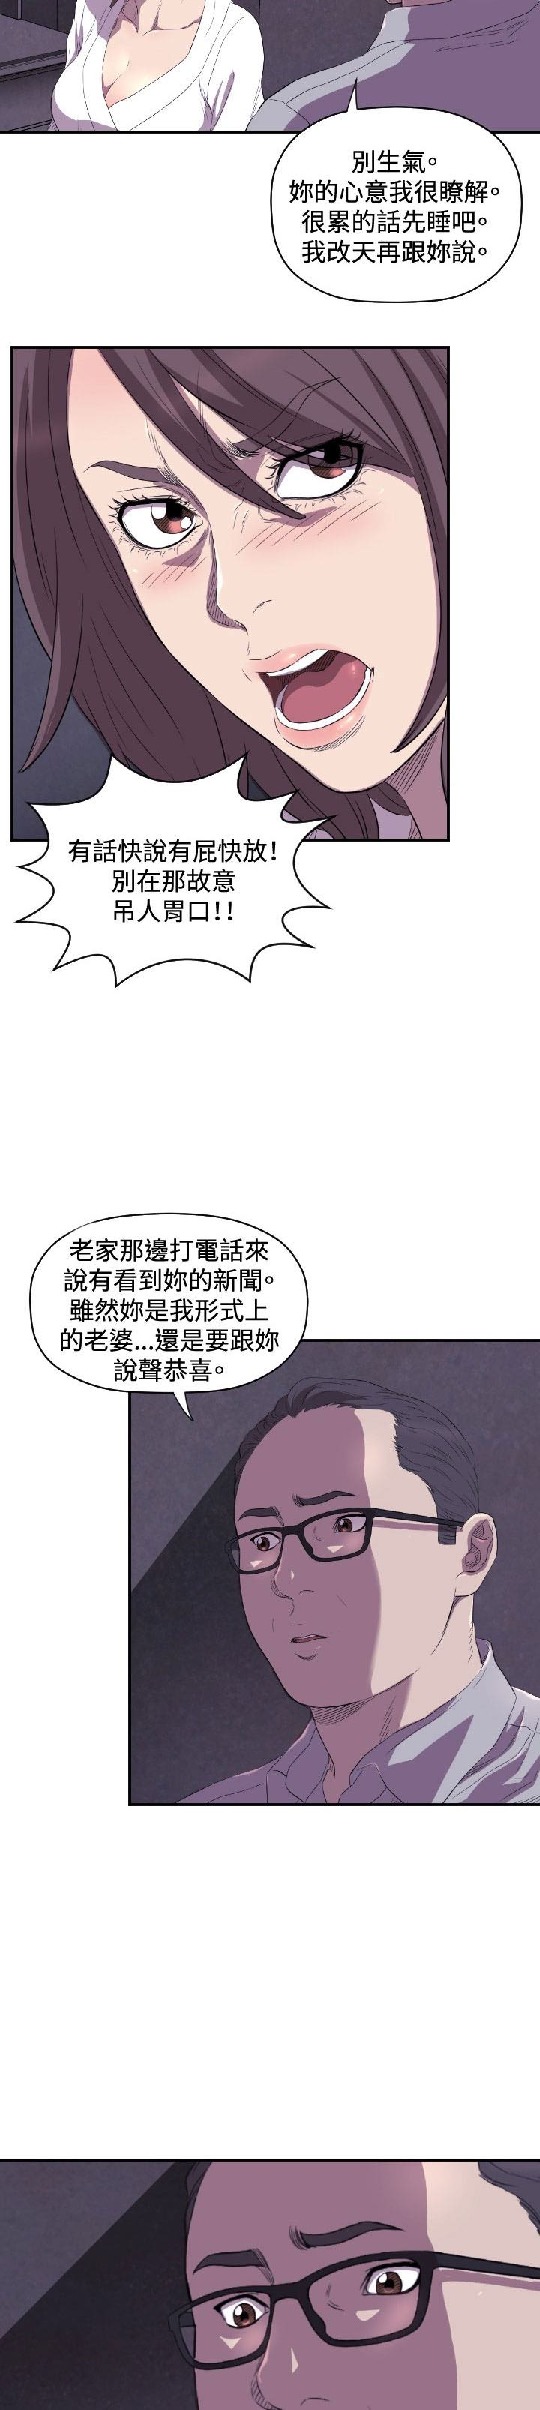 別生氣。
妳的心意我很瞭解。
很累的話先睡吧。
我改天再跟妳說。
有話快說有屁快放！
別在那故意
吊人胃口！！
老家那邊打電話來
說有看到妳的新聞。
雖然妳是我形式上
的老婆...還是要跟妳
說聲恭喜。